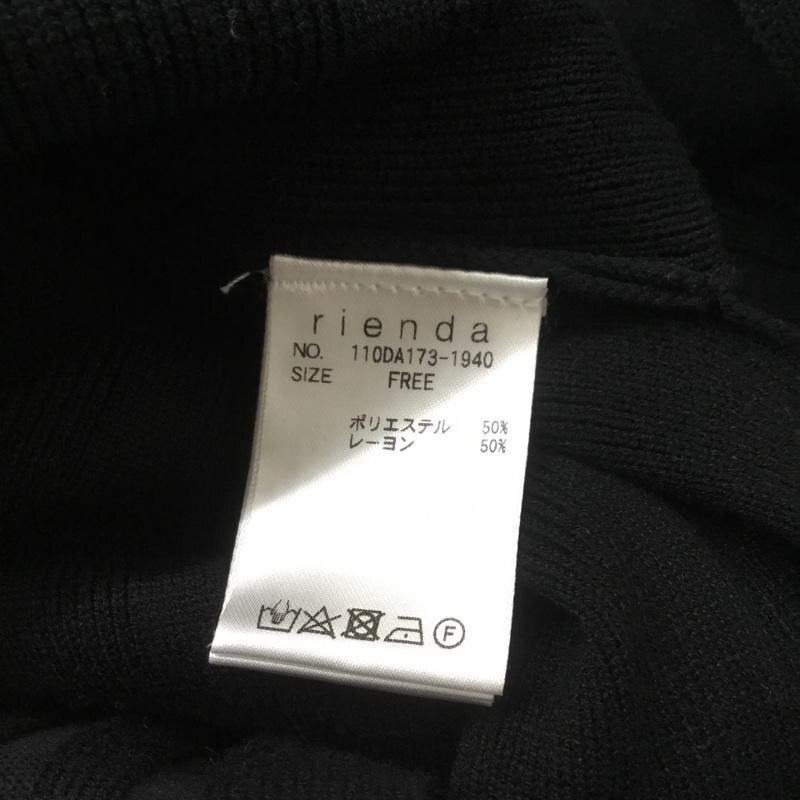 rienda
NO. 110DA173-1940
SIZE FREE
ポリエステル 50%
レーヨン 50%
F